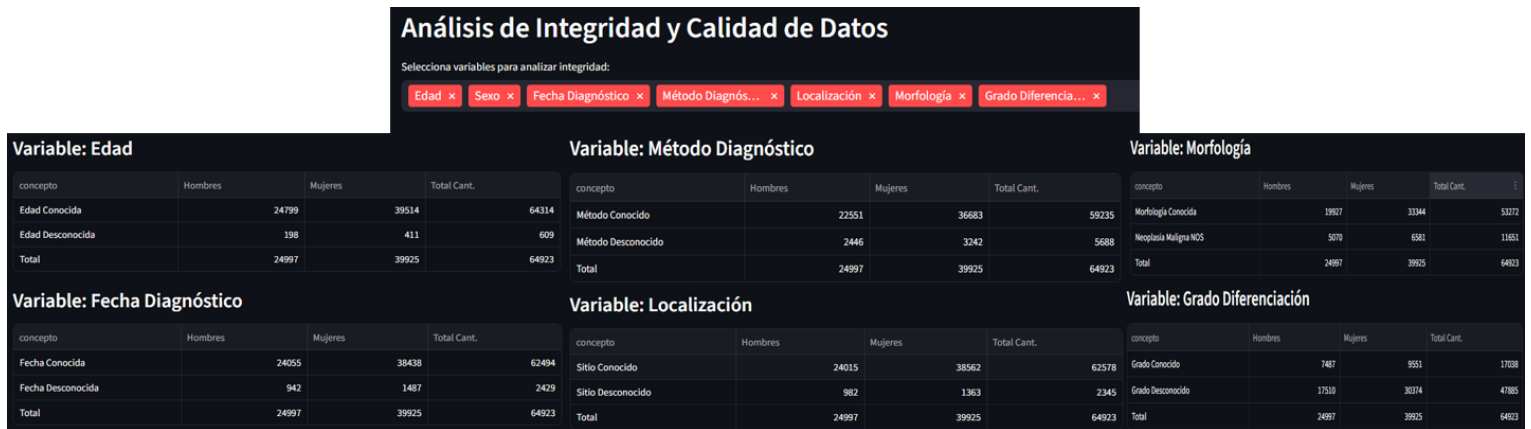 Análisis de Integridad y Calidad de Datos
Selecciona variables para analizar integridad:
Edad × Sexo × Fecha Diagnóstico × Método Diagnós... × Localización × Morfología × Grado Diferencia... ×
Variable: Edad
concepto Hombres Mujeres Total Cant.
Edad Conocida 24799 39514 64314
Edad Desconocida 198 411 609
Total 24997 39925 64923
Variable: Fecha Diagnóstico
concepto Hombres Mujeres Total Cant.
Fecha Conocida 24055 38438 62494
Fecha Desconocida 942 1487 2429
Total 24997 39925 64923
Variable: Método Diagnóstico
concepto Hombres Mujeres Total Cant.
Método Conocido 22551 36683 59235
Método Desconocido 2446 3242 5688
Total 24997 39925 64923
Variable: Localización
concepto Hombres Mujeres Total Cant.
Sitio Conocido 24015 38562 62578
Sitio Desconocido 982 1363 2345
Total 24997 39925 64923
Variable: Morfología
concepto Hombres Mujeres Total Cant.
Morfología Conocida 19927 33344 53272
Neoplasia Maligna NOS 5070 6581 11651
Total 24997 39925 64923
Variable: Grado Diferenciación
concepto Hombres Mujeres Total Cant.
Grado Conocido 7487 9551 17038
Grado Desconocido 17510 30374 47885
Total 24997 39925 64923